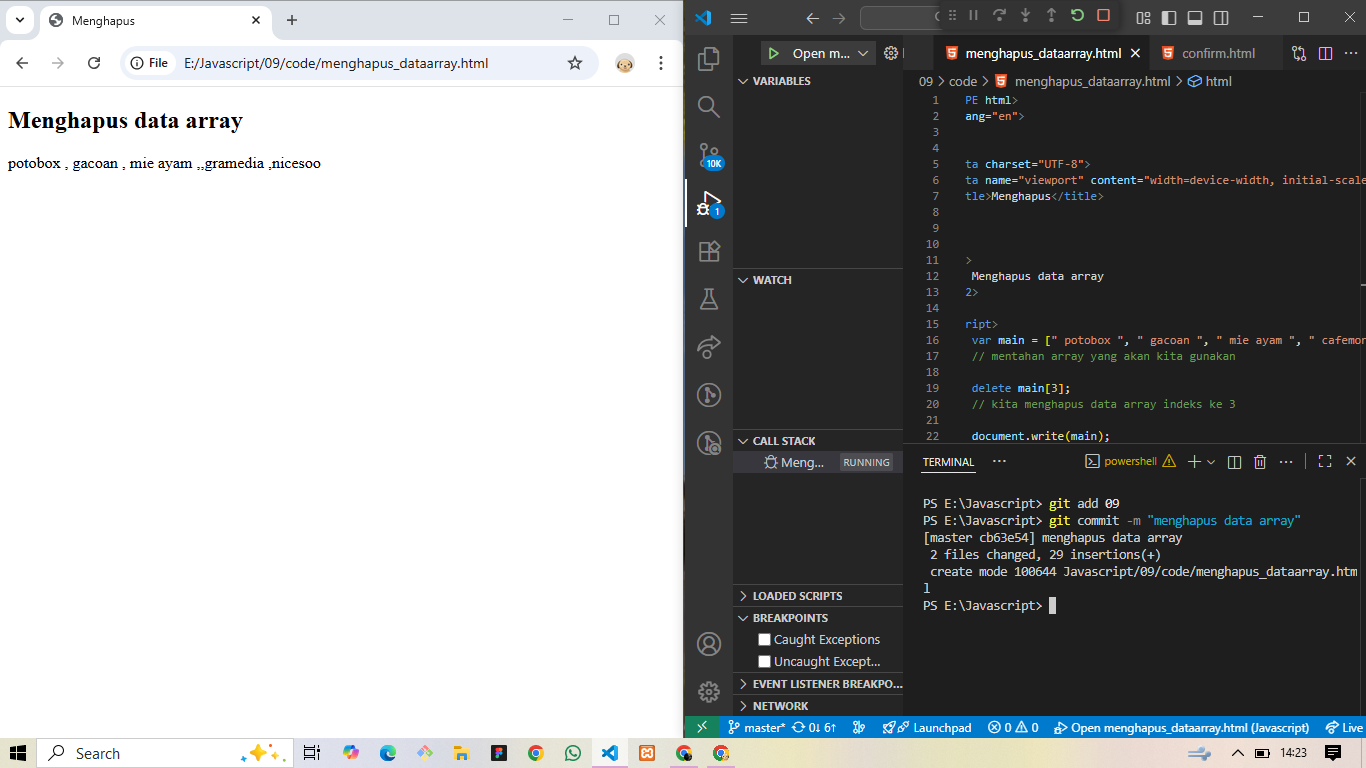 Menghapus
File
E:/Javascript/09/code/menghapus_dataarray.html
Menghapus data array
potobox , gacoan , mie ayam ,,gramedia ,nicesoo
10K
1
Open m...
VARIABLES
WATCH
CALL STACK
Meng...
RUNNING
LOADED SCRIPTS
BREAKPOINTS
Caught Exceptions
Uncaught Except...
EVENT LISTENER BREAKPO...
NETWORK
menghapus_dataarray.html
confirm.html
09 > code > menghapus_dataarray.html > html
1 PE html>
2 ang="en">
3
4
5 ta charset="UTF-8">
6 ta name="viewport" content="width=device-width, initial-scale
7 tle>Menghapus</title>
8
9
10
11 >
12 Menghapus data array
13 2>
14
15 ript>
16 var main = [" potobox ", " gacoan ", " mie ayam ", " cafemor
17 // mentahan array yang akan kita gunakan
18
19 delete main[3];
20 // kita menghapus data array indeks ke 3
21
22 document.write(main);
TERMINAL
powershell
PS E:\Javascript> git add 09
PS E:\Javascript> git commit -m "menghapus data array"
[master cb63e54] menghapus data array
2 files changed, 29 insertions(+)
create mode 100644 Javascript/09/code/menghapus_dataarray.htm
l
PS E:\Javascript>
master* 0↓ 6↑
Launchpad
0 0
Open menghapus_dataarray.html (Javascript)
Live
Search
14:23